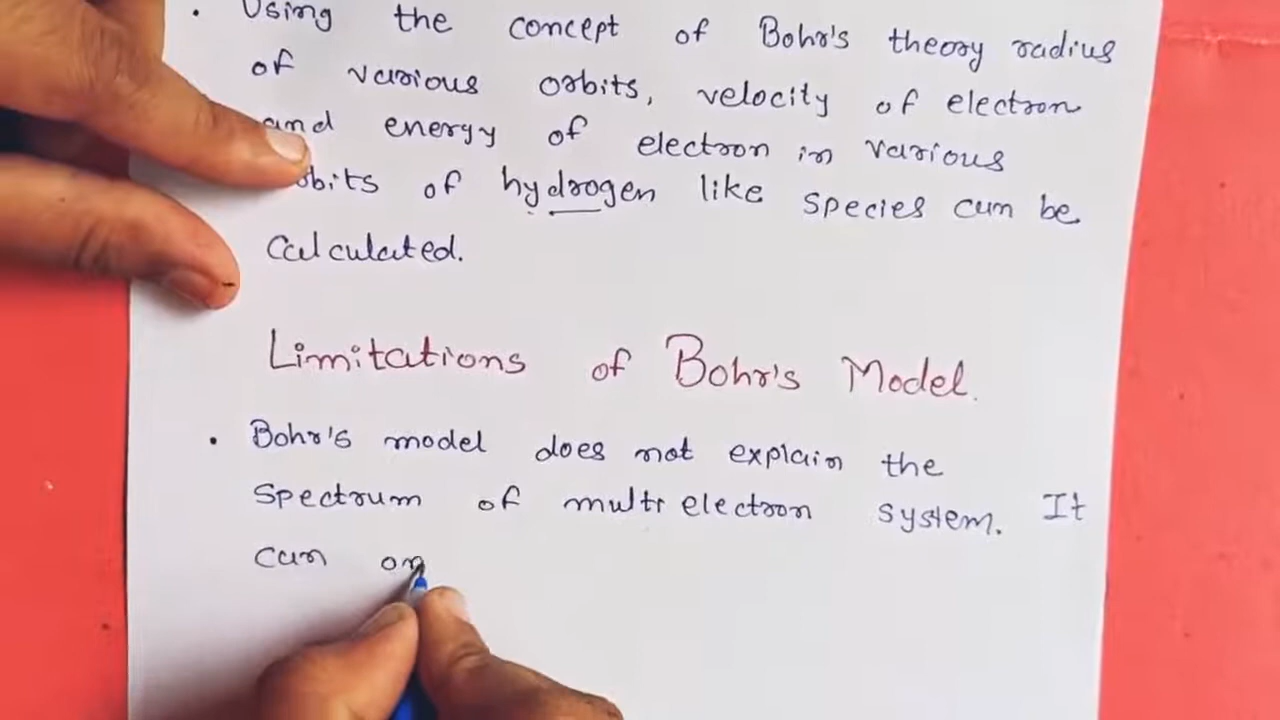 • Using the concept of Bohr's theory radius
of various orbits, velocity of electron
and energy of electron in various
obits of hydrogen like species can be
calculated.
Limitations of Bohr's Model.
• Bohr's model does not explain the
spectrum of multi electron system. It
can on